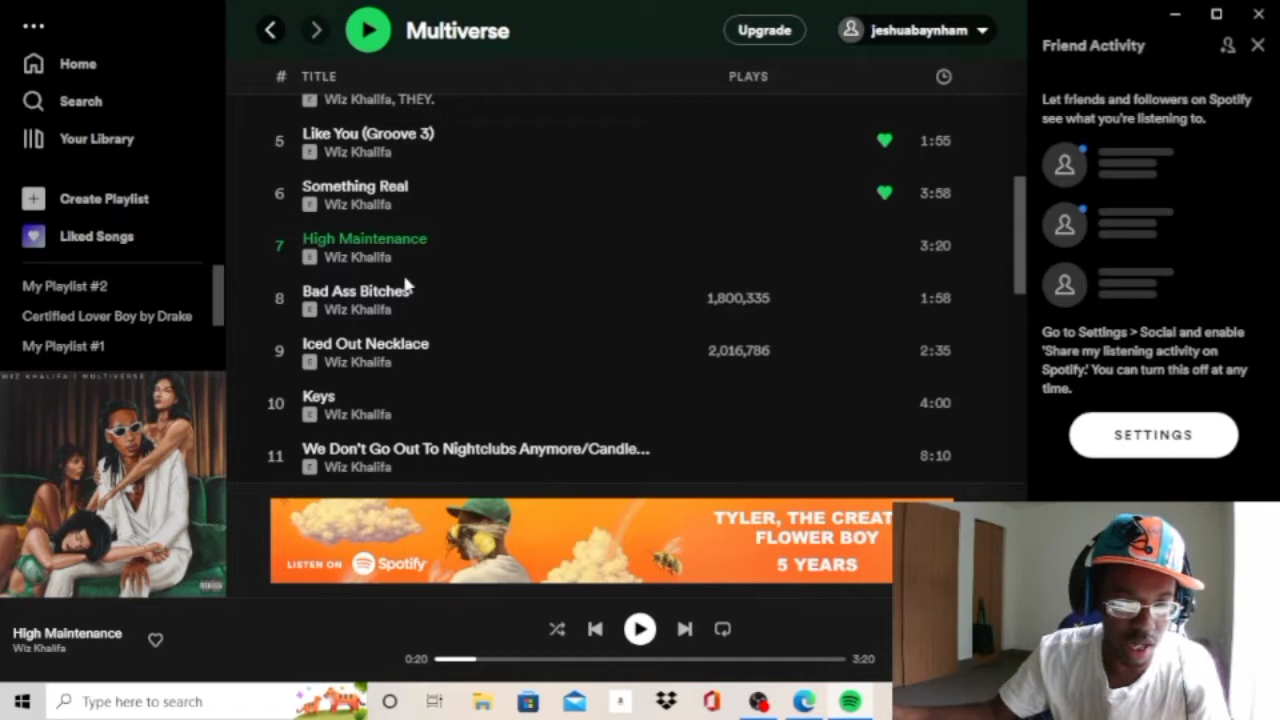 Multiverse
Upgrade
jeshuabaynham
Home
Search
Your Library
Create Playlist
Liked Songs
My Playlist #2
Certified Lover Boy by Drake
My Playlist #1
WIZ KHALIFA | MULTIVERSE
# TITLE PLAYS
E Wiz Khalifa, THEY.
5 Like You (Groove 3) 1:55
E Wiz Khalifa
6 Something Real 3:58
E Wiz Khalifa
7 High Maintenance 3:20
E Wiz Khalifa
8 Bad Ass Bitches 1,800,335 1:58
E Wiz Khalifa
9 Iced Out Necklace 2,016,786 2:35
E Wiz Khalifa
10 Keys 4:00
E Wiz Khalifa
11 We Don't Go Out To Nightclubs Anymore/Candle... 8:10
E Wiz Khalifa
LISTEN ON Spotify
TYLER, THE CREAT
FLOWER BOY
5 YEARS
Friend Activity
Let friends and followers on Spotify
see what you're listening to.
Go to Settings > Social and enable
'Share my listening activity on
Spotify.' You can turn this off at any
time.
SETTINGS
High Maintenance
Wiz Khalifa
0:20 3:20
Type here to search